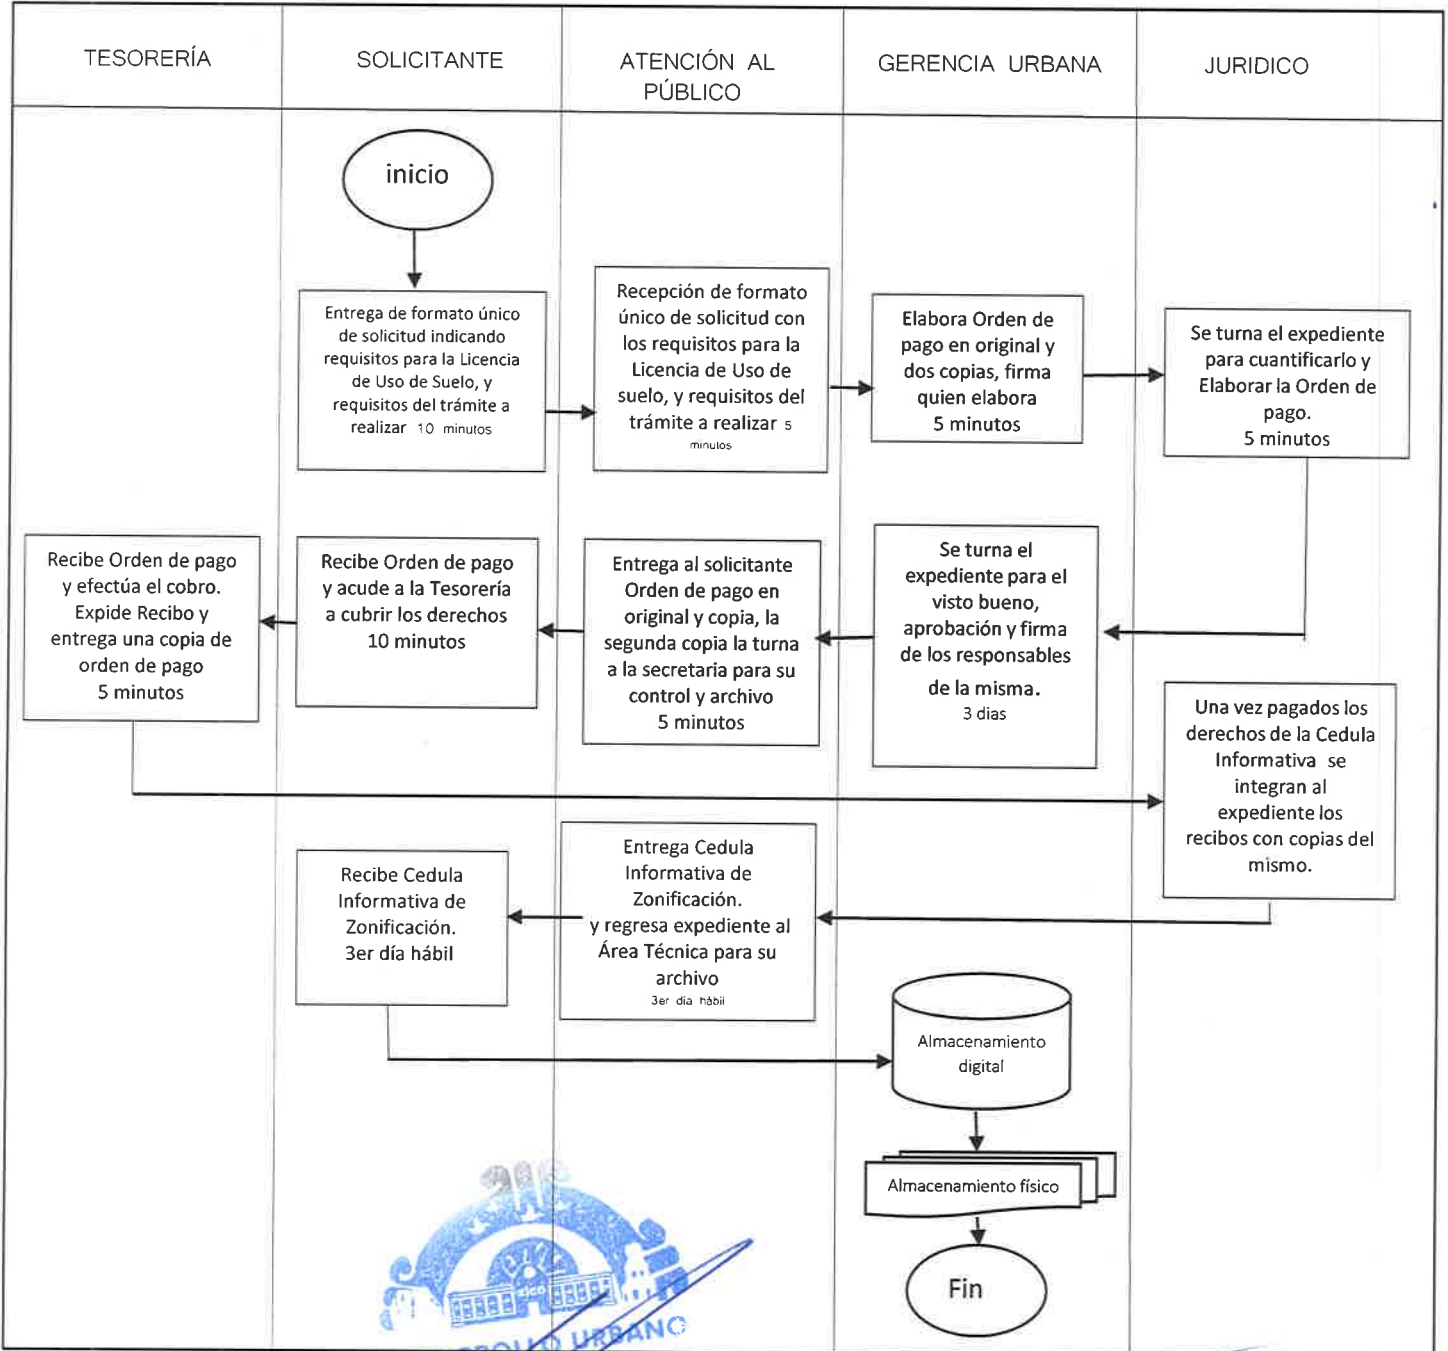 TESORERÍA
SOLICITANTE
ATENCIÓN AL
PÚBLICO
GERENCIA URBANA
JURIDICO
inicio
Entrega de formato único
de solicitud indicando
requisitos para la Licencia
de Uso de Suelo, y
requisitos del trámite a
realizar 10 minutos
Recepción de formato
único de solicitud con
los requisitos para la
Licencia de Uso de
suelo, y requisitos del
trámite a realizar 5
minutos
Elabora Orden de
pago en original y
dos copias, firma
quien elabora
5 minutos
Se turna el expediente
para cuantificarlo y
Elaborar la Orden de
pago.
5 minutos
Recibe Orden de pago
y efectúa el cobro.
Expide Recibo y
entrega una copia de
orden de pago
5 minutos
Recibe Orden de pago
y acude a la Tesorería
a cubrir los derechos
10 minutos
Entrega al solicitante
Orden de pago en
original y copia, la
segunda copia la turna
a la secretaria para su
control y archivo
5 minutos
Se turna el
expediente para el
visto bueno,
aprobación y firma
de los responsables
de la misma.
3 dias
Una vez pagados los
derechos de la Cedula
Informativa se
integran al
expediente los
recibos con copias del
mismo.
Recibe Cedula
Informativa de
Zonificación.
3er día hábil
Entrega Cedula
Informativa de
Zonificación.
y regresa expediente al
Área Técnica para su
archivo
3er dia hábil
Almacenamiento
digital
Almacenamiento físico
Fin
URBANO